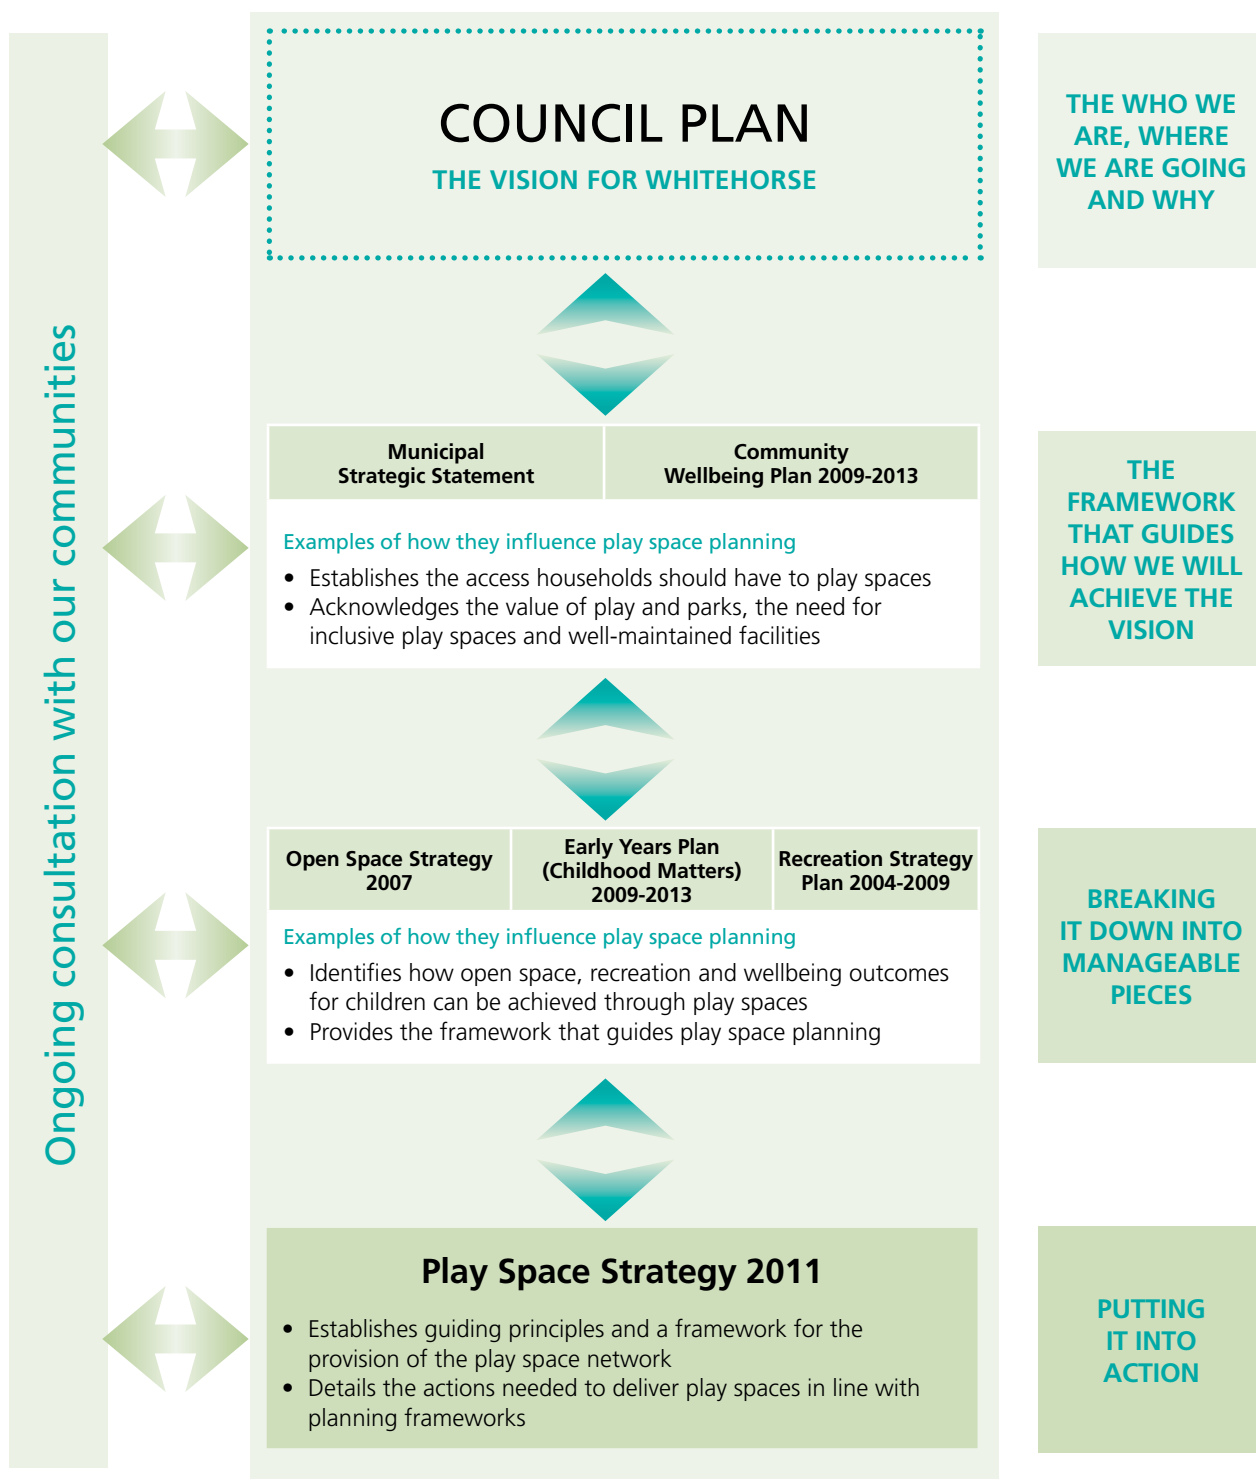 Ongoing consultation with our communities
COUNCIL PLAN
THE VISION FOR WHITEHORSE
THE WHO WE
ARE, WHERE
WE ARE GOING
AND WHY
Municipal
Strategic Statement
Community
Wellbeing Plan 2009-2013
Examples of how they influence play space planning
• Establishes the access households should have to play spaces
• Acknowledges the value of play and parks, the need for
inclusive play spaces and well-maintained facilities
THE
FRAMEWORK
THAT GUIDES
HOW WE WILL
ACHIEVE THE
VISION
Open Space Strategy
2007
Early Years Plan
(Childhood Matters)
2009-2013
Recreation Strategy
Plan 2004-2009
Examples of how they influence play space planning
• Identifies how open space, recreation and wellbeing outcomes
for children can be achieved through play spaces
• Provides the framework that guides play space planning
BREAKING
IT DOWN INTO
MANAGEABLE
PIECES
Play Space Strategy 2011
• Establishes guiding principles and a framework for the
provision of the play space network
• Details the actions needed to deliver play spaces in line with
planning frameworks
PUTTING
IT INTO
ACTION